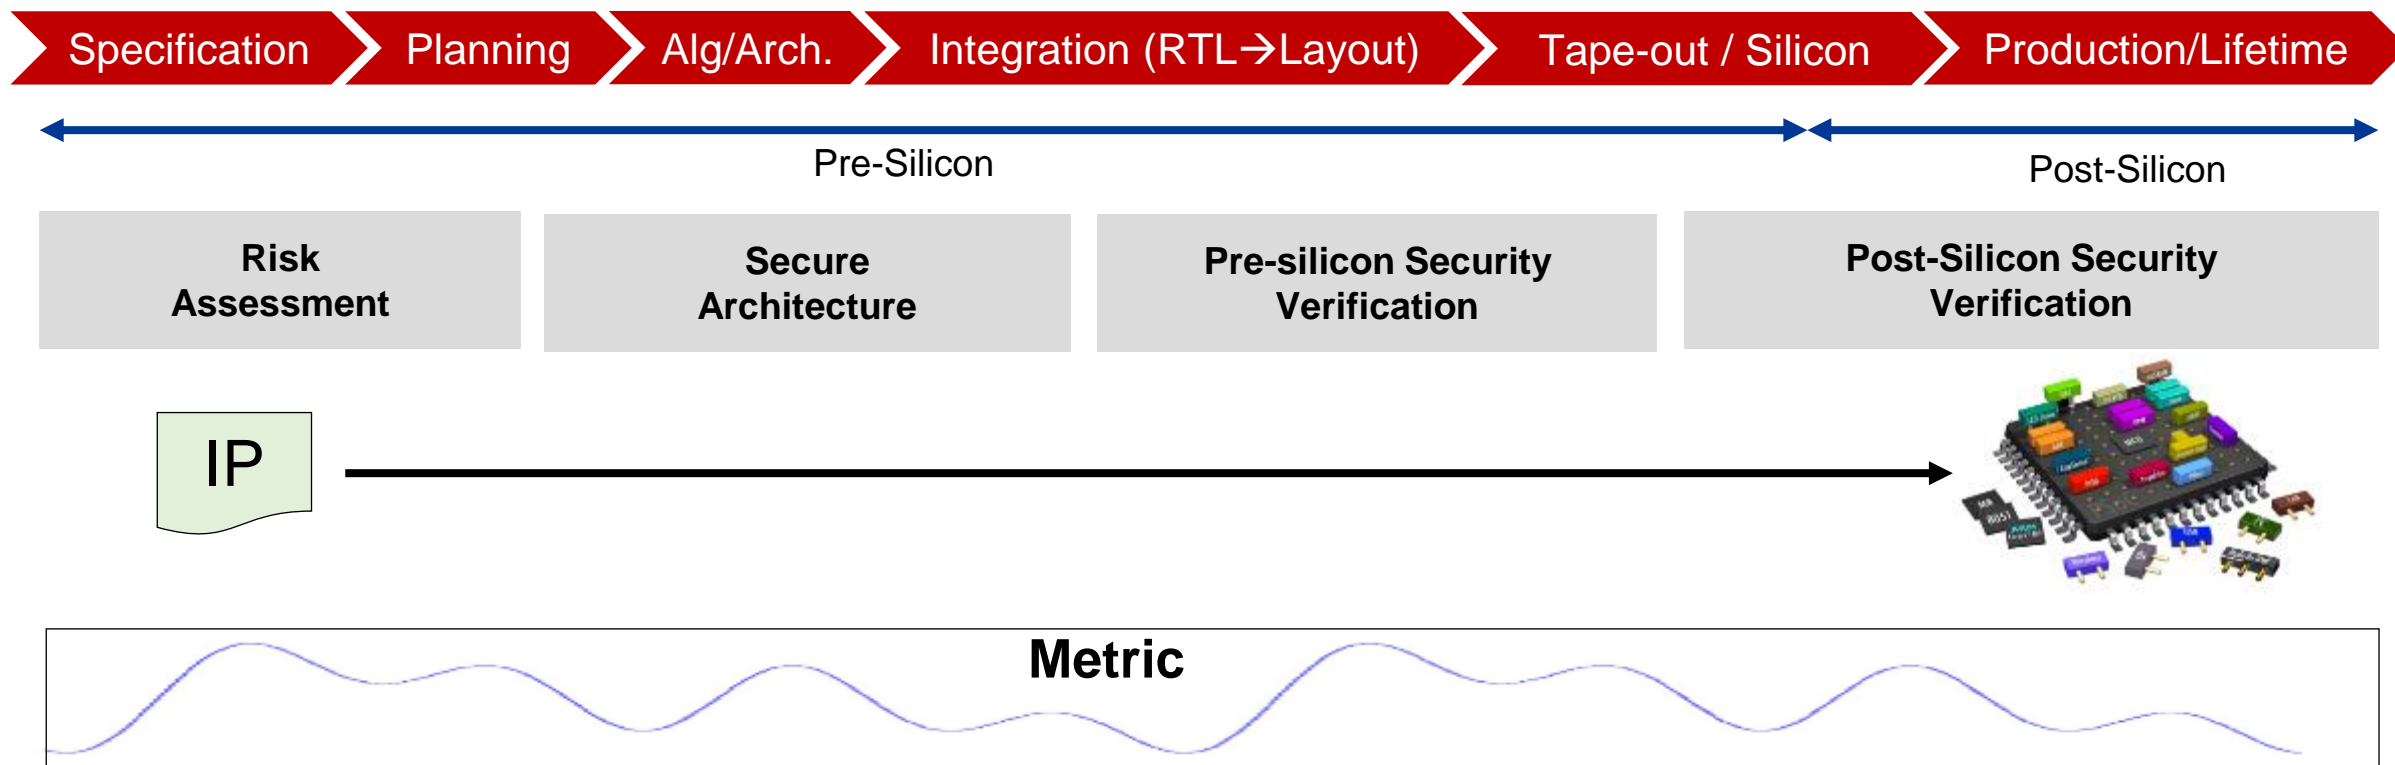 Specification
Planning
Alg/Arch.
Integration (RTL→Layout)
Tape-out / Silicon
Production/Lifetime
Pre-Silicon
Post-Silicon
Risk
Assessment
Secure
Architecture
Pre-silicon Security
Verification
Post-Silicon Security
Verification
IP
8051
Metric